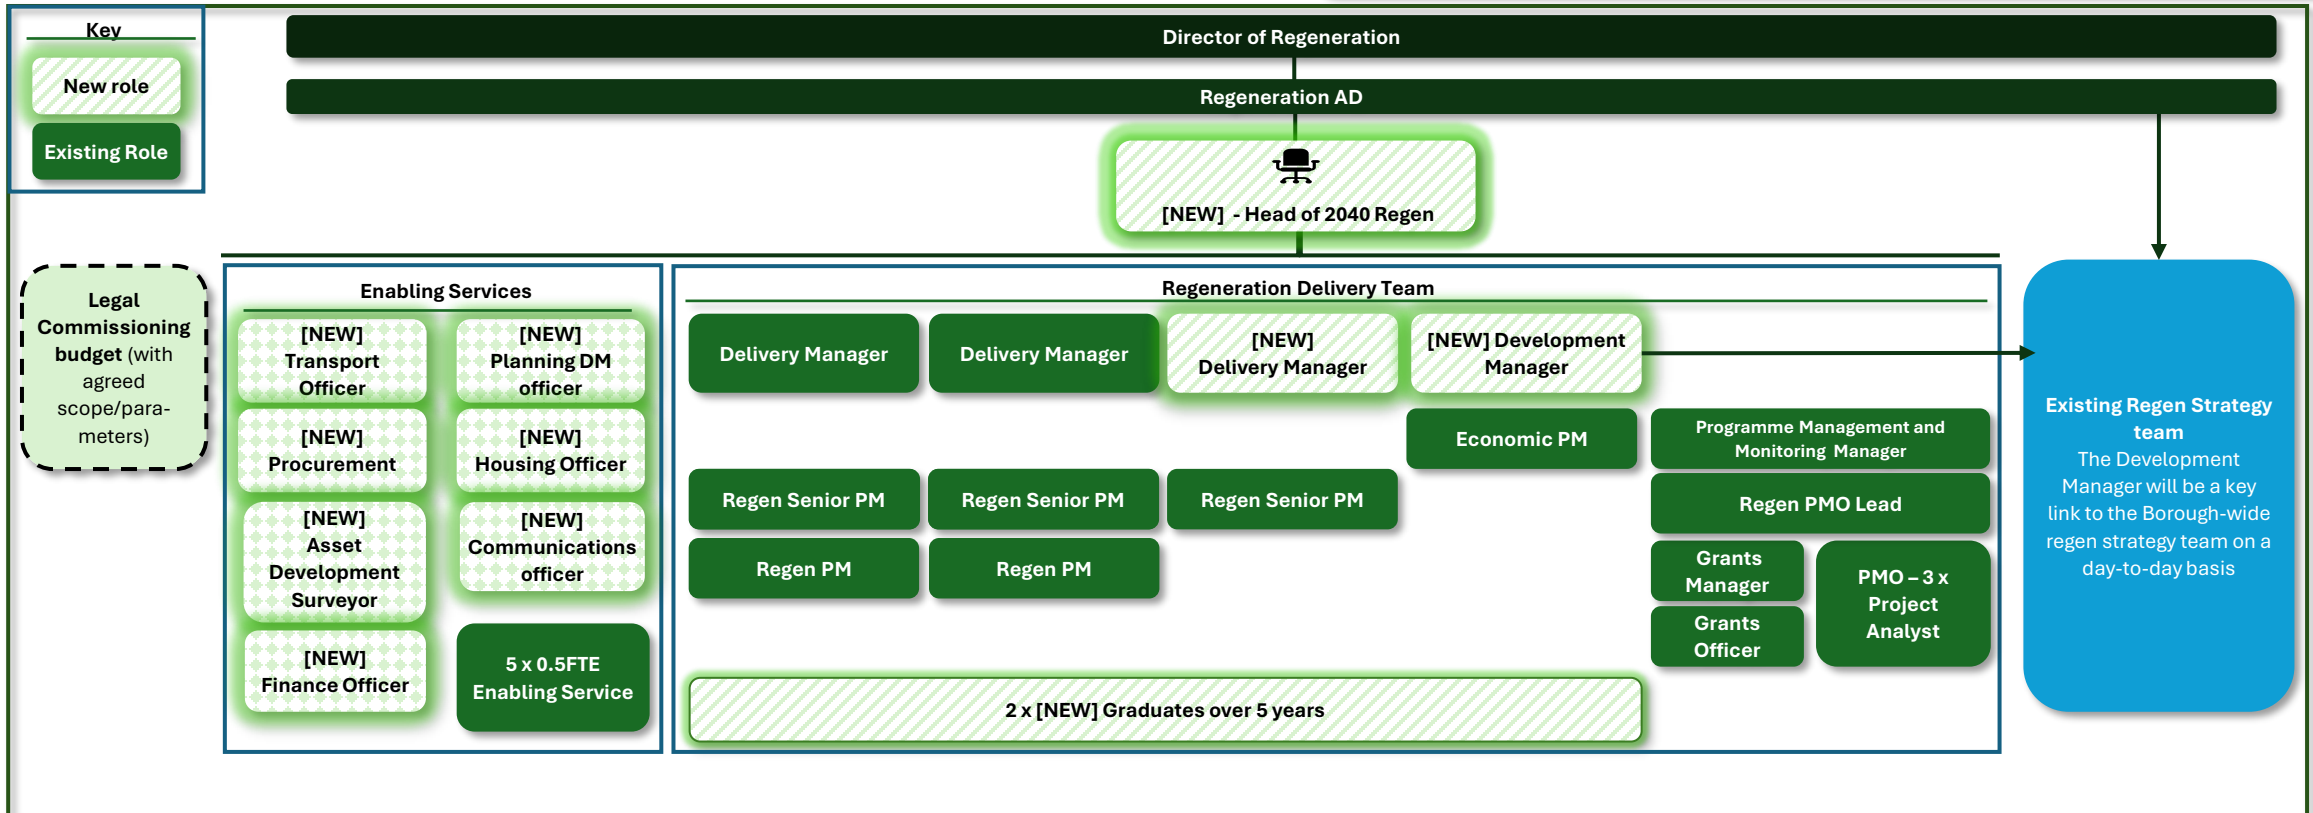 Key
New role
Existing Role
Director of Regeneration
Regeneration AD
[NEW]  - Head of 2040 Regen
Legal
Commissioning
budget (with
agreed
scope/para-
meters)
Enabling Services
[NEW]
Transport
Officer
[NEW]
Planning DM
officer
[NEW]
Procurement
[NEW]
Housing Officer
[NEW]
Asset
Development
Surveyor
[NEW]
Communications
officer
[NEW]
Finance Officer
5 x 0.5FTE
Enabling Service
Regeneration Delivery Team
Delivery Manager
Delivery Manager
[NEW]
Delivery Manager
[NEW] Development
Manager
Economic PM
Programme Management and
Monitoring  Manager
Regen Senior PM
Regen Senior PM
Regen Senior PM
Regen PMO Lead
Regen PM
Regen PM
Grants
Manager
Grants
Officer
PMO – 3 x
Project
Analyst
2 x [NEW] Graduates over 5 years
Existing Regen Strategy
team
The Development
Manager will be a key
link to the Borough-wide
regen strategy team on a
day-to-day basis